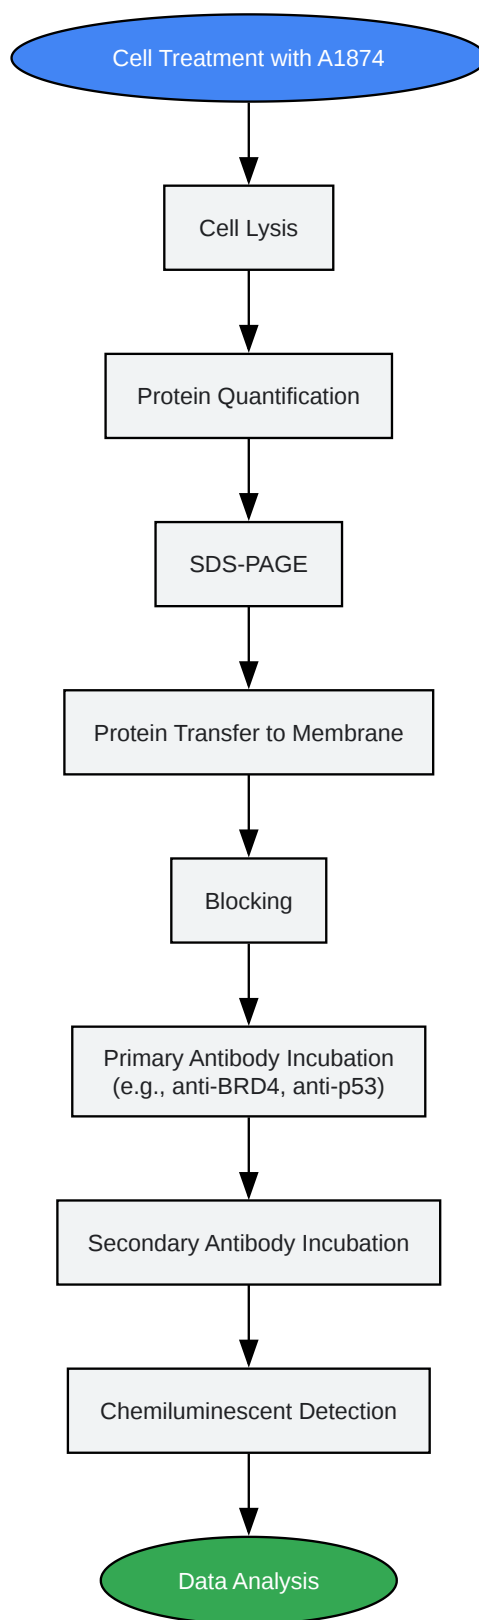 Cell Treatment with A1874
Cell Lysis
Protein Quantification
SDS-PAGE
Protein Transfer to Membrane
Blocking
Primary Antibody Incubation
(e.g., anti-BRD4, anti-p53)
Secondary Antibody Incubation
Chemiluminescent Detection
Data Analysis